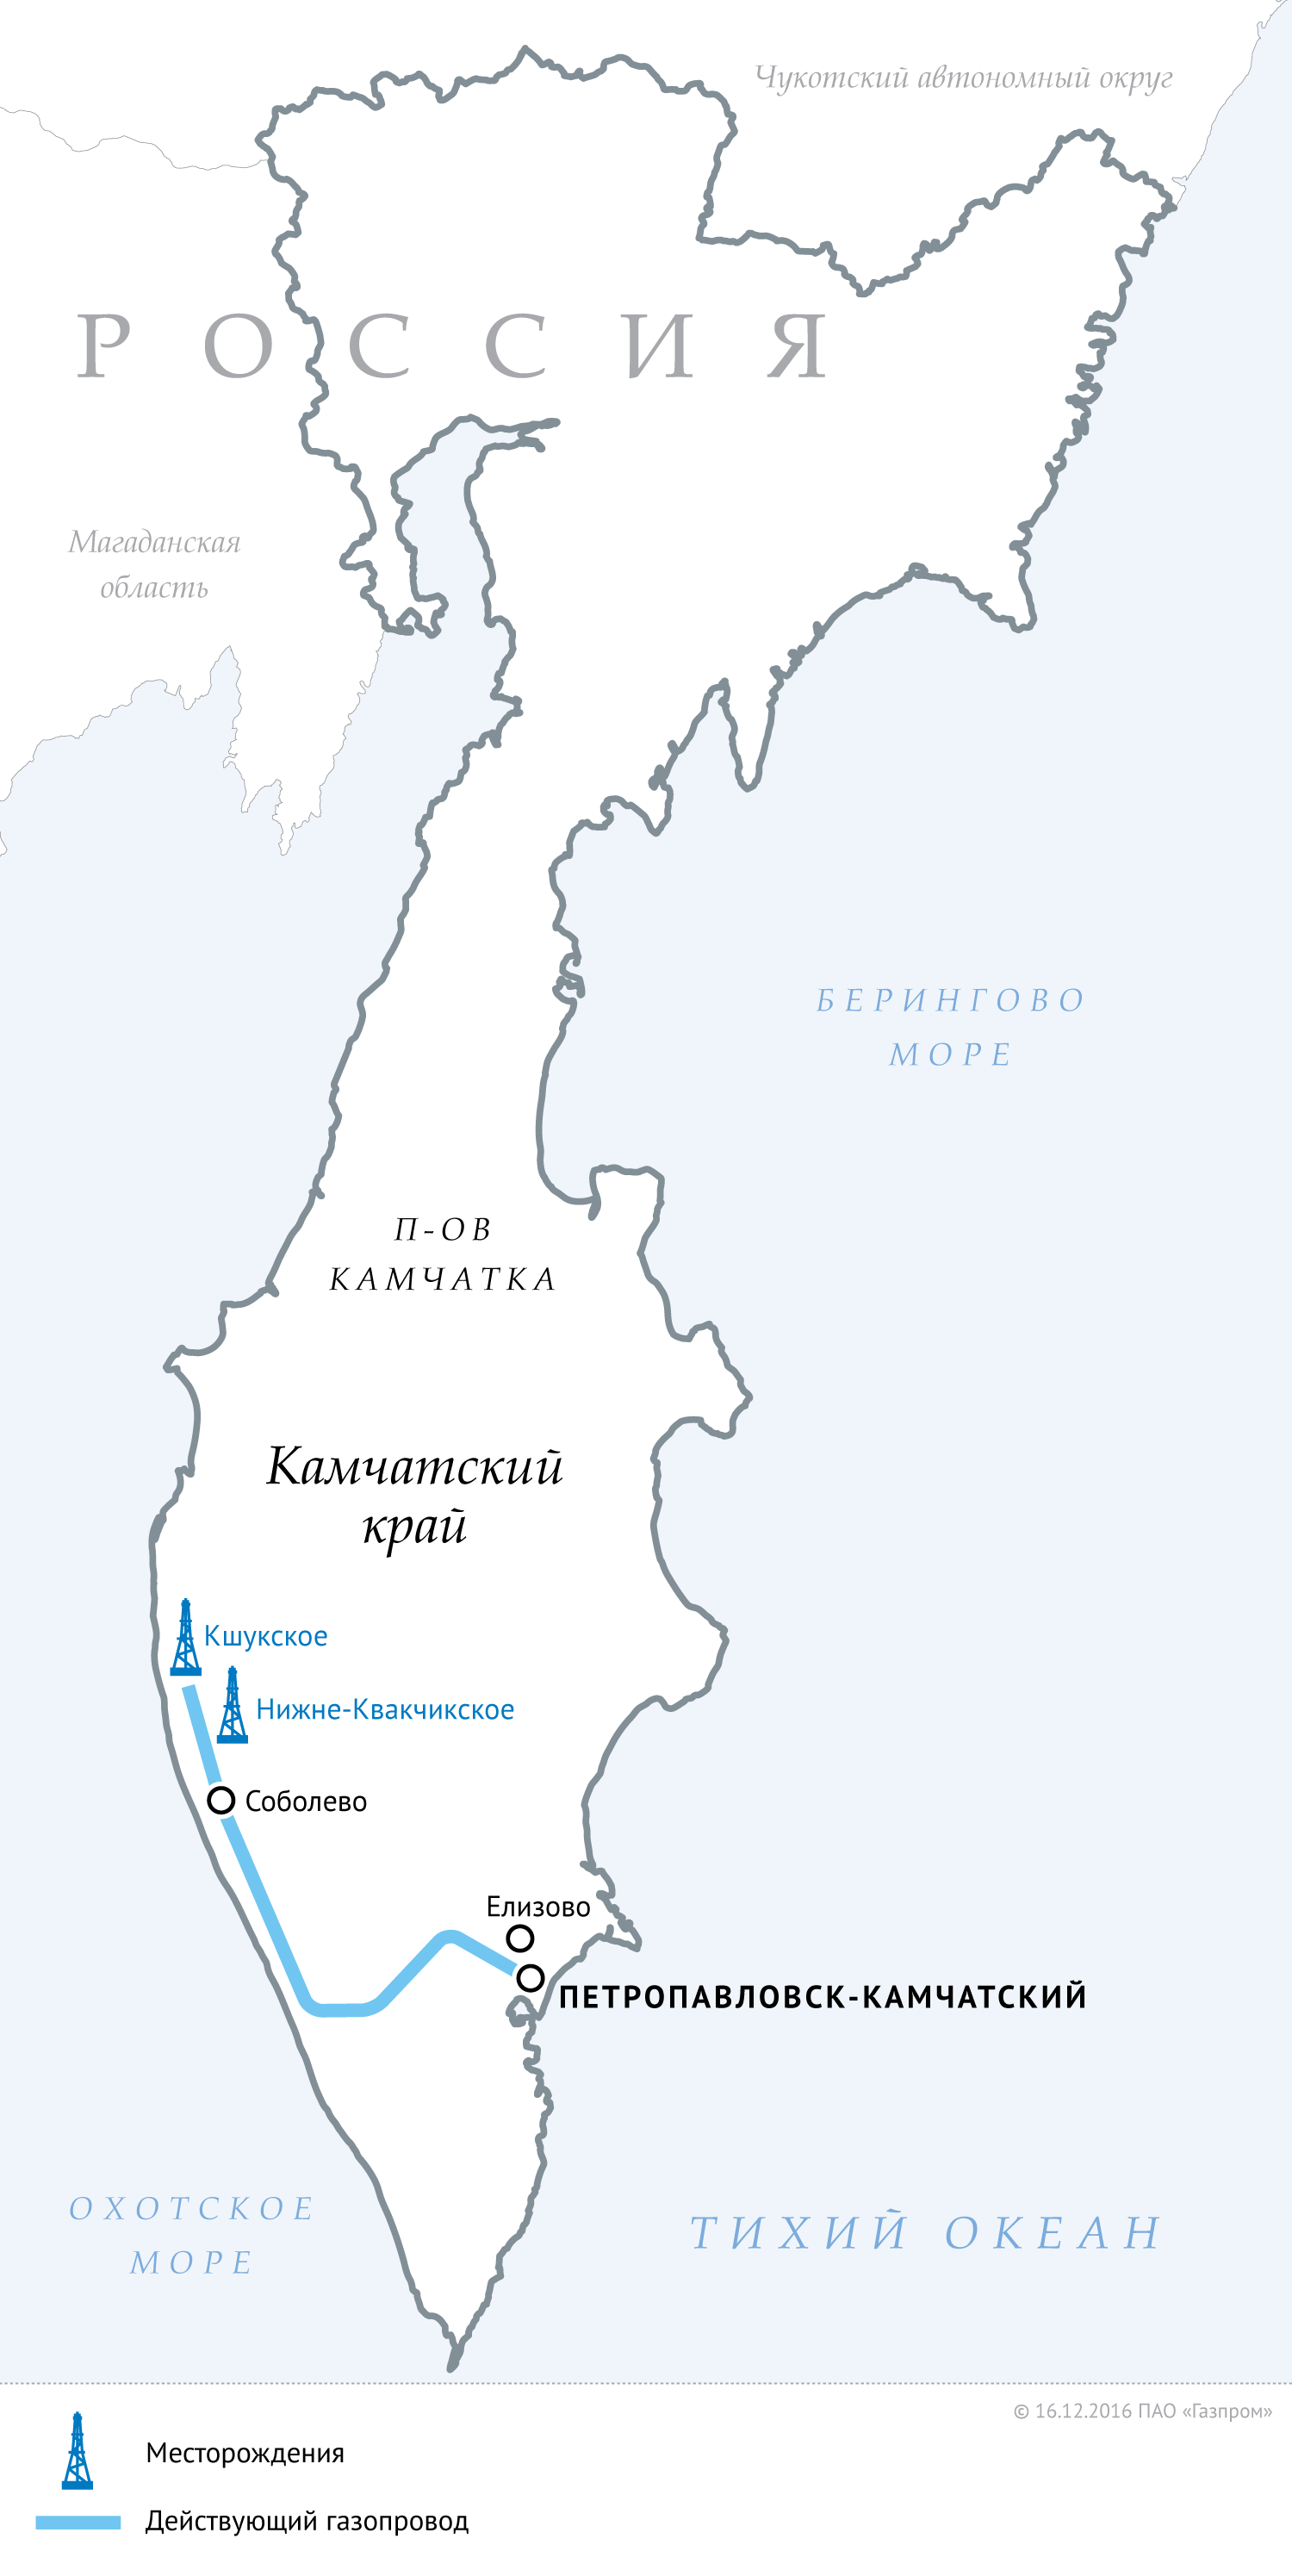 Чукотский автономный округ
РОССИЯ
Магаданская
область
БЕРИНГОВО
МОРЕ
П-ОВ
КАМЧАТКА
Камчатский
край
Кшукское
Нижне-Квакчикское
Соболево
Елизово
ПЕТРОПАВЛОВСК-КАМЧАТСКИЙ
ОХОТСКОЕ
МОРЕ
ТИХИЙ ОКЕАН
© 16.12.2016 ПАО «Газпром»
Месторождения
Действующий газопровод